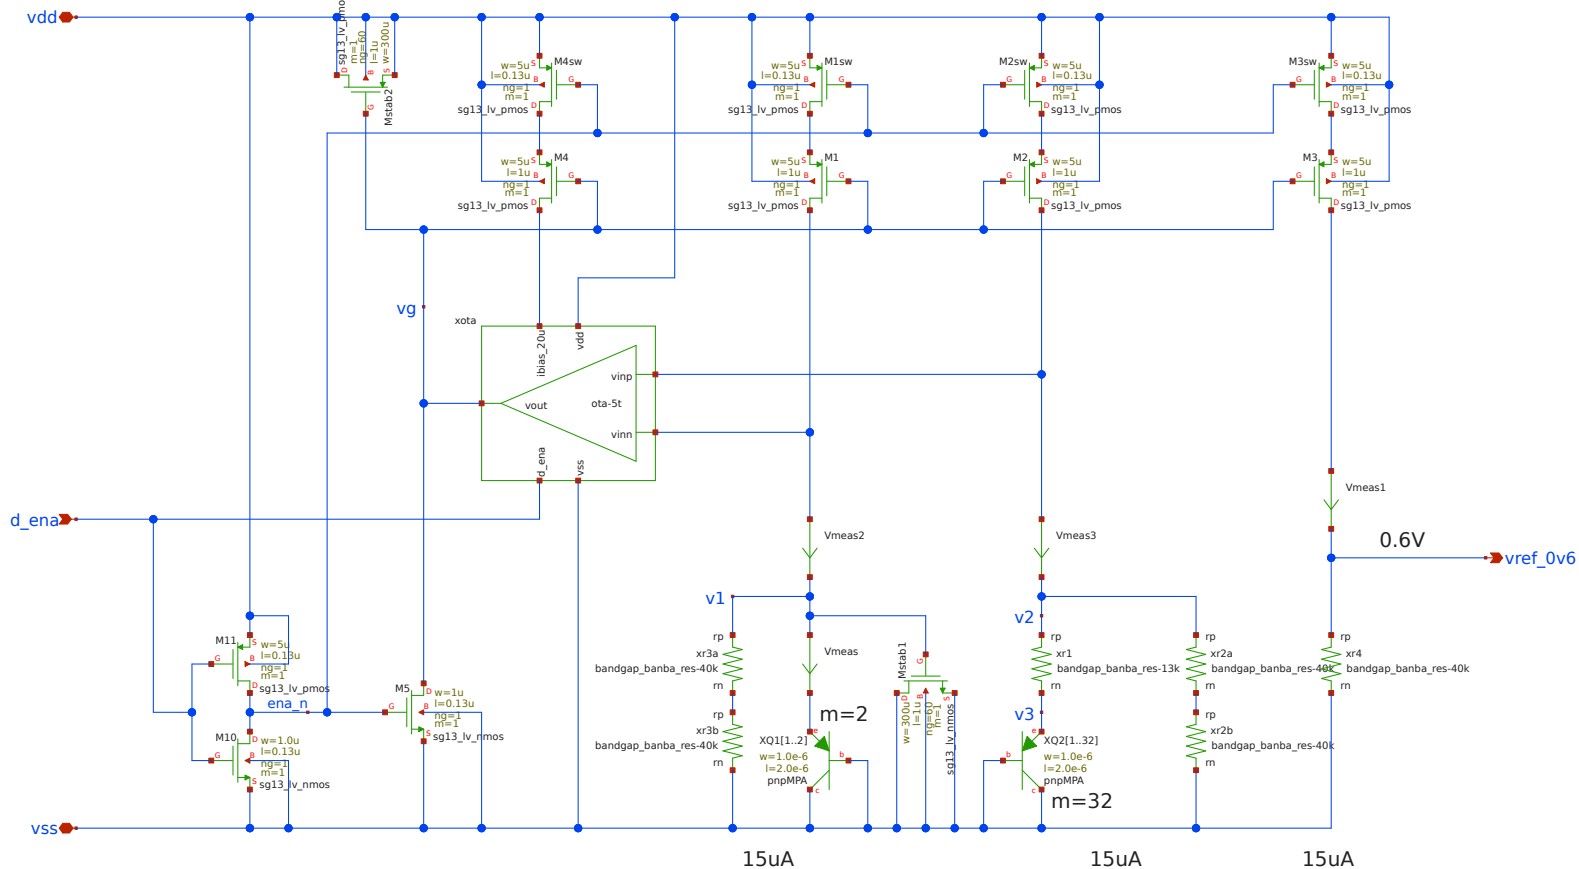 vdd
sg13_lv_pmos
m=1
ng=60
l=1u
w=300u
D
B
S
G
Mstab2
M4sw
w=5u
l=0.13u
ng=1
m=1
S
B
G
D
sg13_lv_pmos
M1sw
w=5u
l=0.13u
ng=1
m=1
S
B
G
D
sg13_lv_pmos
M2sw
w=5u
l=0.13u
ng=1
m=1
S
B
G
D
sg13_lv_pmos
M3sw
w=5u
l=0.13u
ng=1
m=1
S
B
G
D
sg13_lv_pmos
M4
w=5u
l=1u
ng=1
m=1
S
B
G
D
sg13_lv_pmos
M1
w=5u
l=1u
ng=1
m=1
S
B
G
D
sg13_lv_pmos
M2
w=5u
l=1u
ng=1
m=1
S
B
G
D
sg13_lv_pmos
M3
w=5u
l=1u
ng=1
m=1
S
B
G
D
sg13_lv_pmos
vg
xota
ibias_20u
vdd
vinp
vout
ota-5t
vinn
d_ena
vss
d_ena
Vmeas1
0.6V
vref_0v6
Vmeas2
Vmeas3
v1
v2
M11
w=5u
l=0.13u
ng=1
m=1
S
B
G
D
sg13_lv_pmos
ena_n
M10
w=1.0u
l=0.13u
ng=1
m=1
D
B
G
S
sg13_lv_nmos
M5
w=1u
l=0.13u
ng=1
m=1
D
B
G
S
sg13_lv_nmos
rp
xr3a
bandgap_banba_res-40k
rn
rp
xr3b
bandgap_banba_res-40k
rn
Vmeas
m=2
XQ1[1..2]
w=1.0e-6
l=2.0e-6
pnpMPA
e
b
c
Mstab1
G
D
B
S
w=300u
l=1u
ng=60
m=1
sg13_lv_nmos
rp
xr1
bandgap_banba_res-13k
rn
v3
XQ2[1..32]
w=1.0e-6
l=2.0e-6
pnpMPA
e
b
c
m=32
rp
xr2a
bandgap_banba_res-40k
rn
rp
xr2b
bandgap_banba_res-40k
rn
rp
xr4
bandgap_banba_res-40k
rn
vss
15uA
15uA
15uA